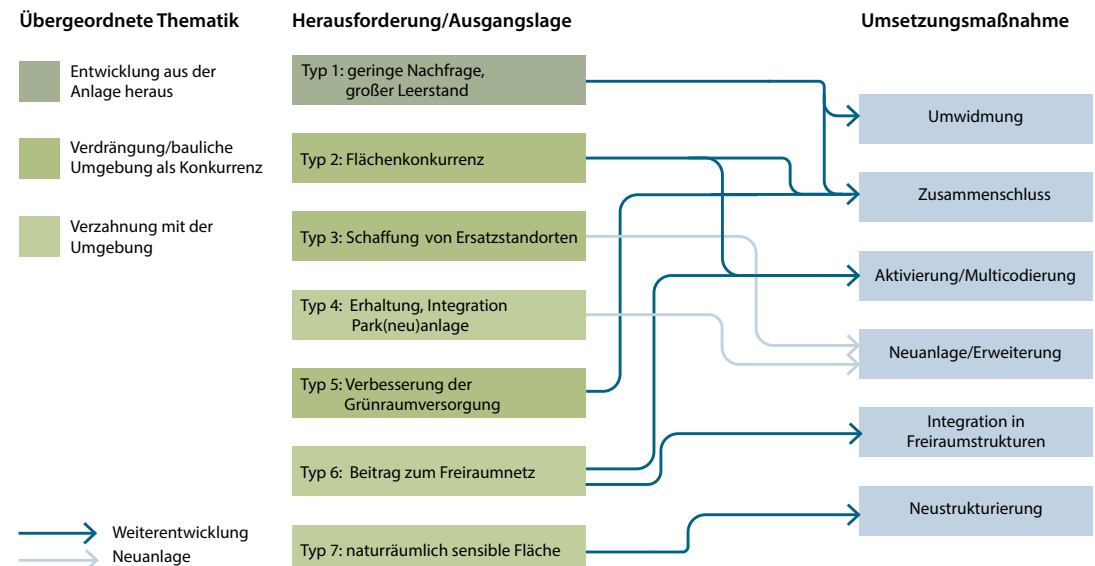 Übergeordnete Thematik
Entwicklung aus der
Anlage heraus
Verdrängung/bauliche
Umgebung als Konkurrenz
Verzahnung mit der
Umgebung
Weiterentwicklung
Neuanlage
Herausforderung/Ausgangslage
Typ 1: geringe Nachfrage,
großer Leerstand
Typ 2: Flächenkonkurrenz
Typ 3: Schaffung von Ersatzstandorten
Typ 4: Erhaltung, Integration
Park(neu)anlage
Typ 5: Verbesserung der
Grünraumversorgung
Typ 6: Beitrag zum Freiraumnetz
Typ 7: naturräumlich sensible Fläche
Umsetzungsmaßnahme
Umwidmung
Zusammenschluss
Aktivierung/Multicodierung
Neuanlage/Erweiterung
Integration in
Freiraumstrukturen
Neustrukturierung